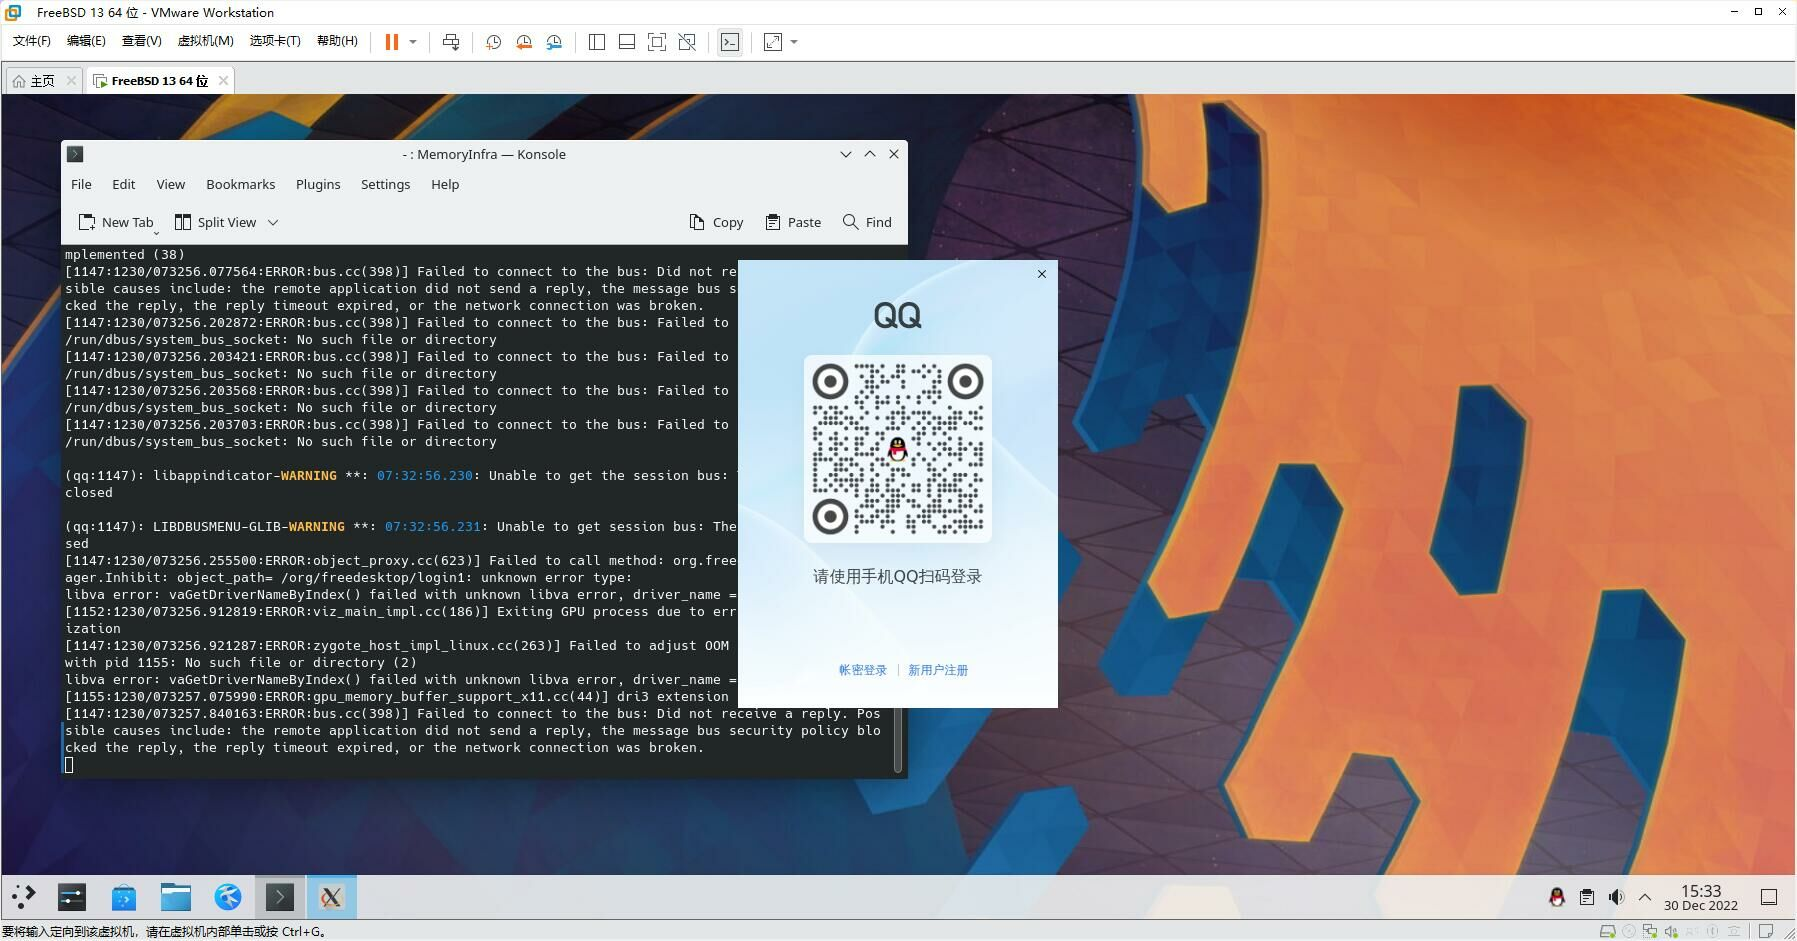 FreeBSD 13 64 位 - VMware Workstation
文件(F) 编辑(E) 查看(V) 虚拟机(M) 选项卡(T) 帮助(H)
主页 FreeBSD 13 64 位
- : MemoryInfra — Konsole
File Edit View Bookmarks Plugins Settings Help
New Tab Split View Copy Paste Find
mplemented (38)
[1147:1230/073256.077564:ERROR:bus.cc(398)] Failed to connect to the bus: Did not re
sible causes include: the remote application did not send a reply, the message bus s
cked the reply, the reply timeout expired, or the network connection was broken.
[1147:1230/073256.202872:ERROR:bus.cc(398)] Failed to connect to the bus: Failed to
/run/dbus/system_bus_socket: No such file or directory
[1147:1230/073256.203421:ERROR:bus.cc(398)] Failed to connect to the bus: Failed to
/run/dbus/system_bus_socket: No such file or directory
[1147:1230/073256.203568:ERROR:bus.cc(398)] Failed to connect to the bus: Failed to
/run/dbus/system_bus_socket: No such file or directory
[1147:1230/073256.203703:ERROR:bus.cc(398)] Failed to connect to the bus: Failed to
/run/dbus/system_bus_socket: No such file or directory
(qq:1147): libappindicator-WARNING **: 07:32:56.230: Unable to get the session bus:
closed
(qq:1147): LIBDBUSMENU-GLIB-WARNING **: 07:32:56.231: Unable to get session bus: The
sed
[1147:1230/073256.255500:ERROR:object_proxy.cc(623)] Failed to call method: org.free
ager.Inhibit: object_path= /org/freedesktop/login1: unknown error type:
libva error: vaGetDriverNameByIndex() failed with unknown libva error, driver_name =
[1152:1230/073256.912819:ERROR:viz_main_impl.cc(186)] Exiting GPU process due to err
ization
[1147:1230/073256.921287:ERROR:zygote_host_impl_linux.cc(263)] Failed to adjust OOM
with pid 1155: No such file or directory (2)
libva error: vaGetDriverNameByIndex() failed with unknown libva error, driver_name =
[1155:1230/073257.075990:ERROR:gpu_memory_buffer_support_x11.cc(44)] dri3 extension
[1147:1230/073257.840163:ERROR:bus.cc(398)] Failed to connect to the bus: Did not receive a reply. Pos
sible causes include: the remote application did not send a reply, the message bus security policy blo
cked the reply, the reply timeout expired, or the network connection was broken.
QQ
请使用手机QQ扫码登录
帐密登录 | 新用户注册
15:33
30 Dec 2022
要将输入定向到该虚拟机，请在虚拟机内部单击或按 Ctrl+G。